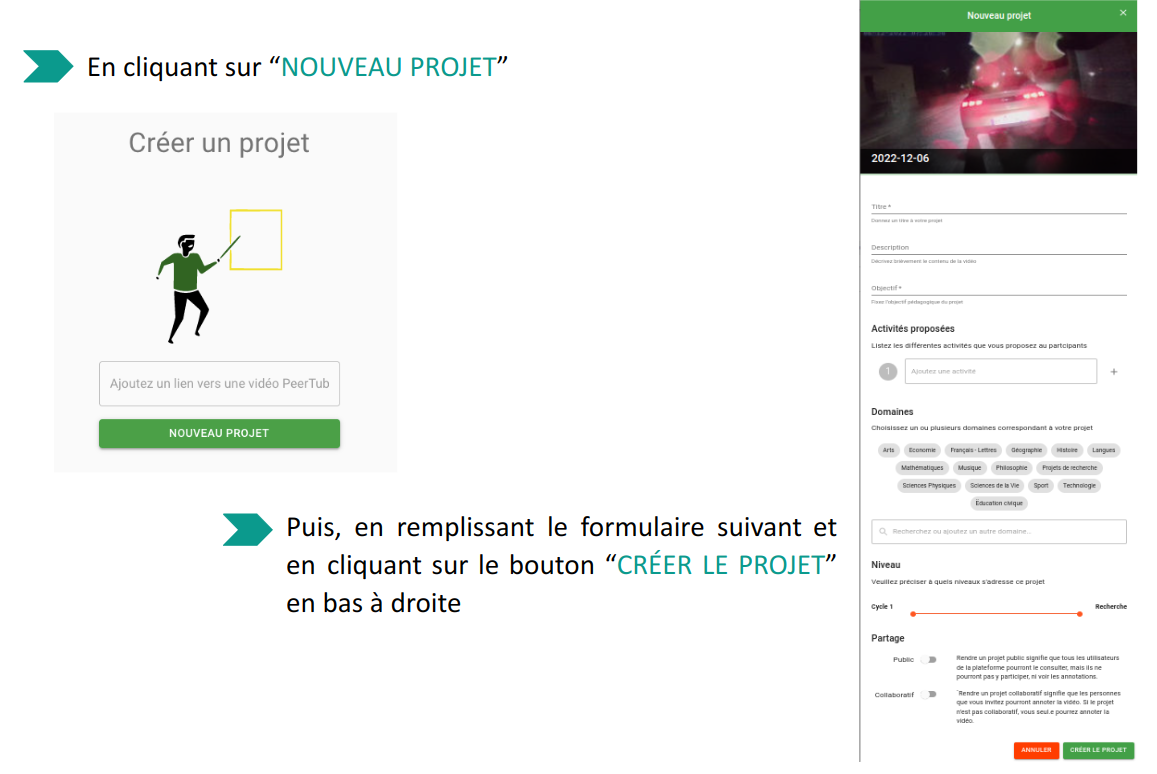 En cliquant sur “NOUVEAU PROJET”
Créer un projet
Ajoutez un lien vers une vidéo PeerTub
NOUVEAU PROJET
Puis, en remplissant le formulaire suivant et
en cliquant sur le bouton “CRÉER LE PROJET”
en bas à droite
Nouveau projet
2022-12-06
Titre *
Donnez un titre à votre projet
Description
Décrivez brièvement le contenu de la vidéo
Objectif *
Fixez l'objectif pédagogique du projet
Activités proposées
Listez les différentes activités que vous proposez au partcipants
1 Ajoutez une activité +
Domaines
Choisissez un ou plusieurs domaines correspondant à votre projet
Arts Economie Français - Lettres Géographie Histoire Langues
Mathématiques Musique Philosophie Projets de recherche
Sciences Physiques Sciences de la Vie Sport Technologie
Education civique
Recherchez ou ajoutez un autre domaine...
Niveau
Veuillez préciser à quels niveaux s'adresse ce projet
Cycle 1 Recherche
Partage
Public
Rendre un projet public signifie que tous les utilisateurs
de la plateforme pourront le consulter, mais ils ne
pourront pas y participer, ni voir les annotations.
Collaboratif
`Rendre un projet collaboratif signifie que les personnes
que vous invitez pourront annoter la vidéo. Si le projet
n'est pas collaboratif, vous seul.e pourrez annoter la
vidéo.
ANNULER CRÉER LE PROJET